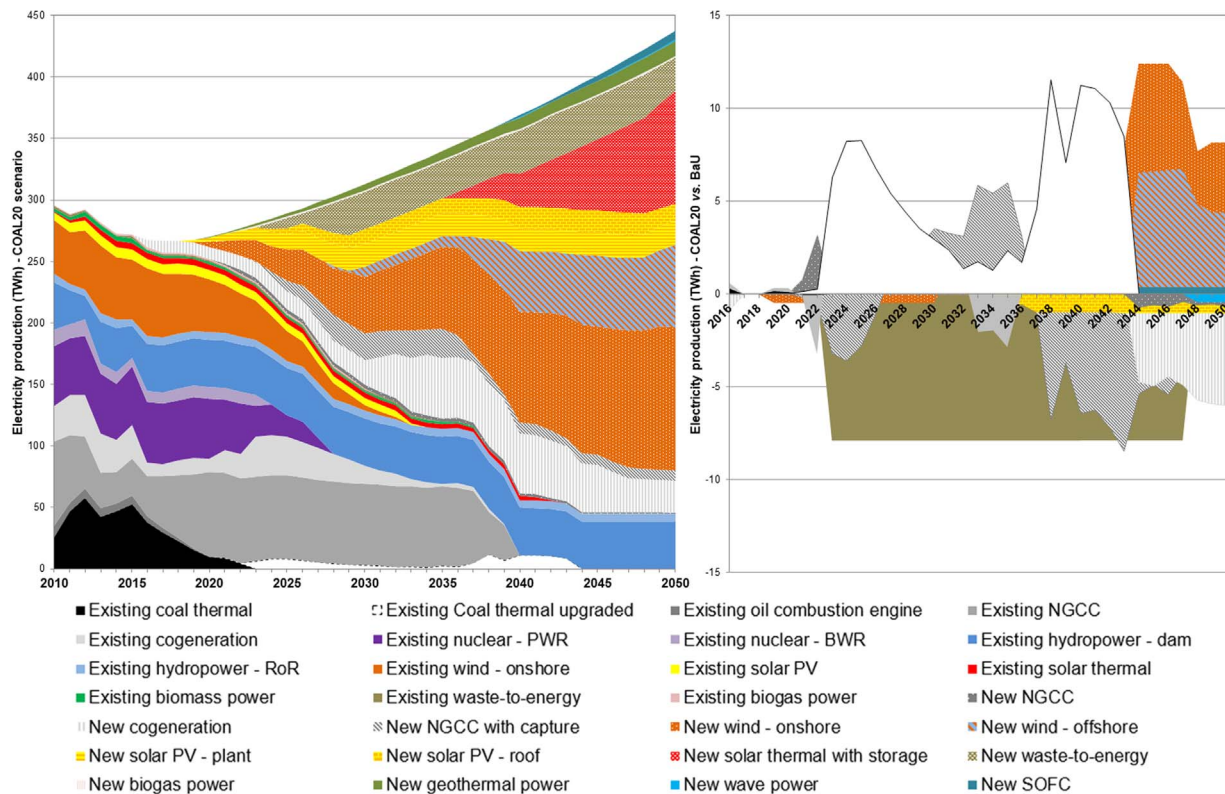 Electricity production (TWh) - COAL20 scenario
450
400
350
300
250
200
150
100
50
0
2010 2015 2020 2025 2030 2035 2040 2045 2050
Electricity production (TWh) - COAL20 vs. BaU
15
10
5
0
-5
-10
-15
2016 2018 2020 2022 2024 2026 2028 2030 2032 2034 2036 2038 2040 2042 2044 2046 2048 2050
Existing coal thermal Existing Coal thermal upgraded Existing oil combustion engine Existing NGCC
Existing cogeneration Existing nuclear - PWR Existing nuclear - BWR Existing hydropower - dam
Existing hydropower - RoR Existing wind - onshore Existing solar PV Existing solar thermal
Existing biomass power Existing waste-to-energy Existing biogas power New NGCC
New cogeneration New NGCC with capture New wind - onshore New wind - offshore
New solar PV - plant New solar PV - roof New solar thermal with storage New waste-to-energy
New biogas power New geothermal power New wave power New SOFC